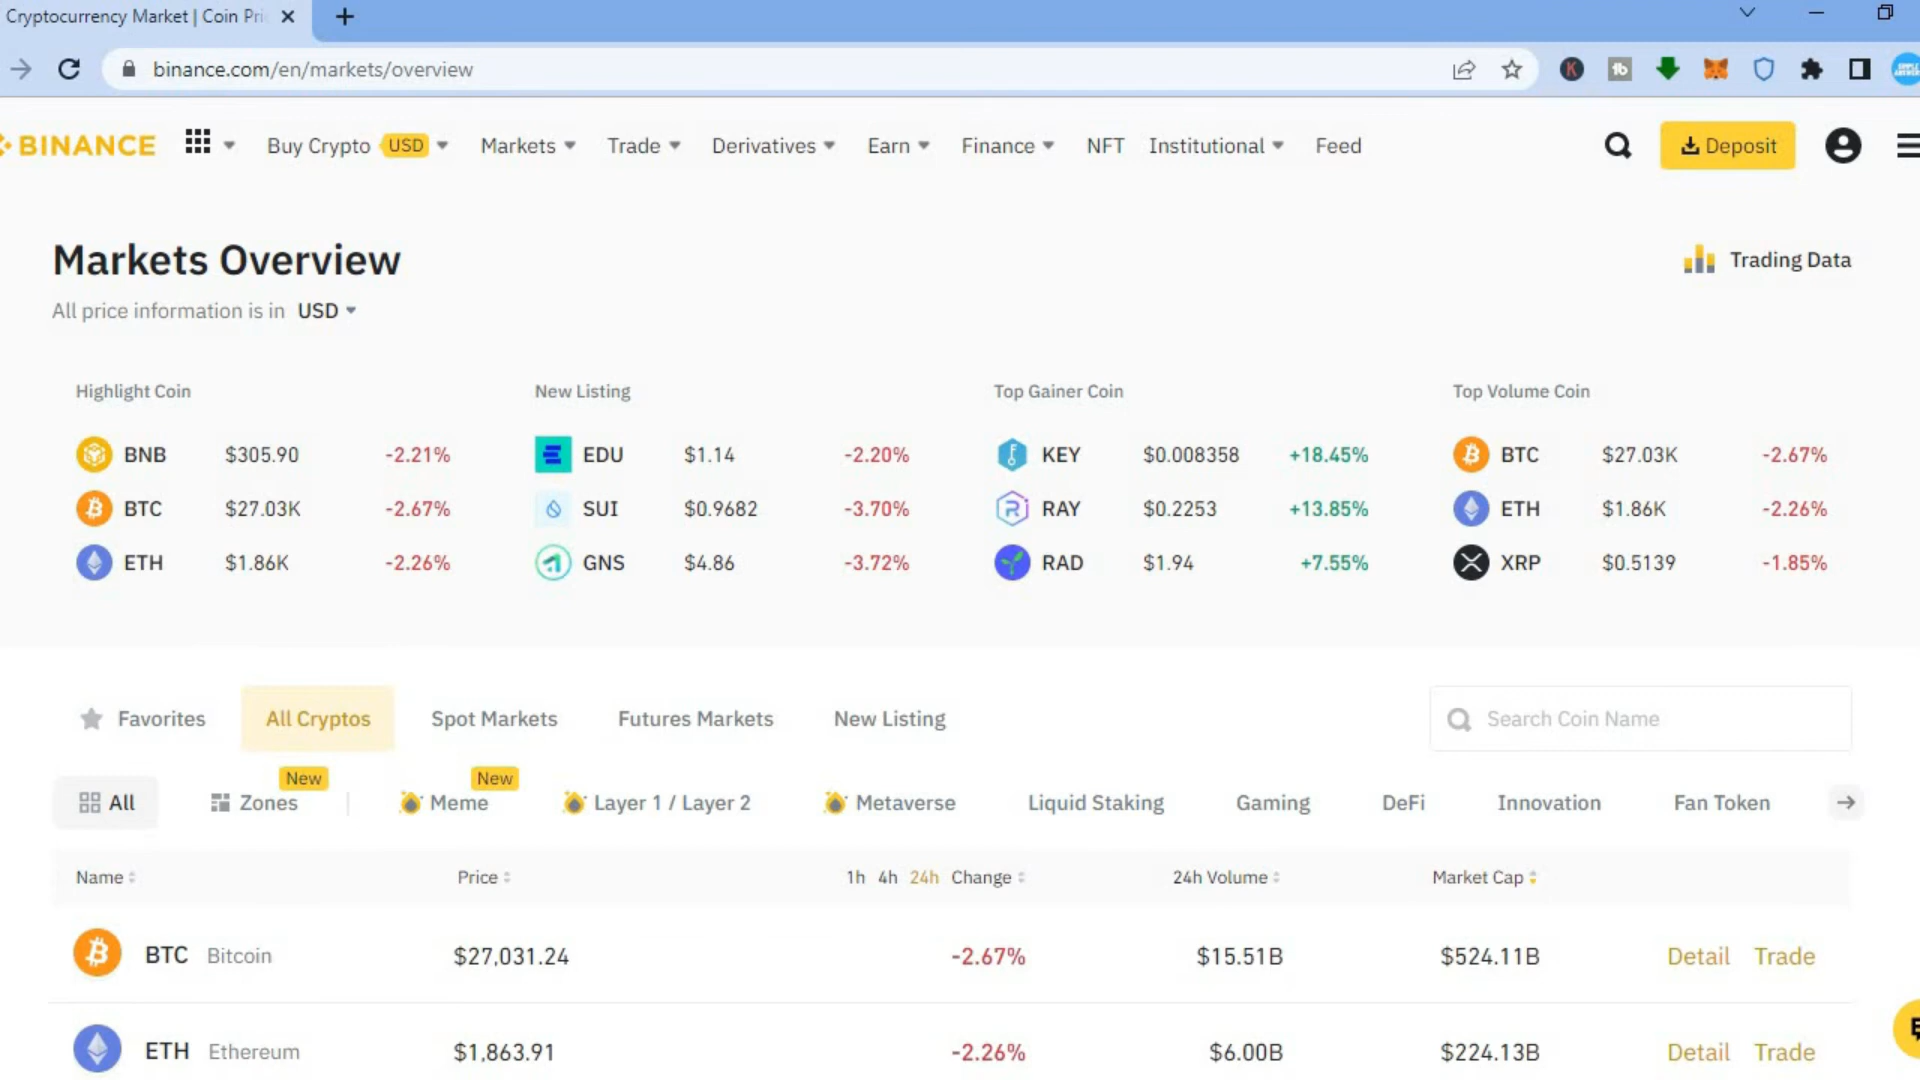 Cryptocurrency Market | Coin Pri
binance.com/en/markets/overview
BINANCE
Buy Crypto USD
Markets
Trade
Derivatives
Earn
Finance
NFT
Institutional
Feed
Deposit
Markets Overview
Trading Data
All price information is in USD
Highlight Coin
BNB $305.90 -2.21%
BTC $27.03K -2.67%
ETH $1.86K -2.26%
New Listing
EDU $1.14 -2.20%
SUI $0.9682 -3.70%
GNS $4.86 -3.72%
Top Gainer Coin
KEY $0.008358 +18.45%
RAY $0.2253 +13.85%
RAD $1.94 +7.55%
Top Volume Coin
BTC $27.03K -2.67%
ETH $1.86K -2.26%
XRP $0.5139 -1.85%
Favorites
All Cryptos
Spot Markets
Futures Markets
New Listing
Search Coin Name
All
Zones New
Meme New
Layer 1 / Layer 2
Metaverse
Liquid Staking
Gaming
DeFi
Innovation
Fan Token
Name Price 1h 4h 24h Change 24h Volume Market Cap
BTC Bitcoin $27,031.24 -2.67% $15.51B $524.11B Detail Trade
ETH Ethereum $1,863.91 -2.26% $6.00B $224.13B Detail Trade